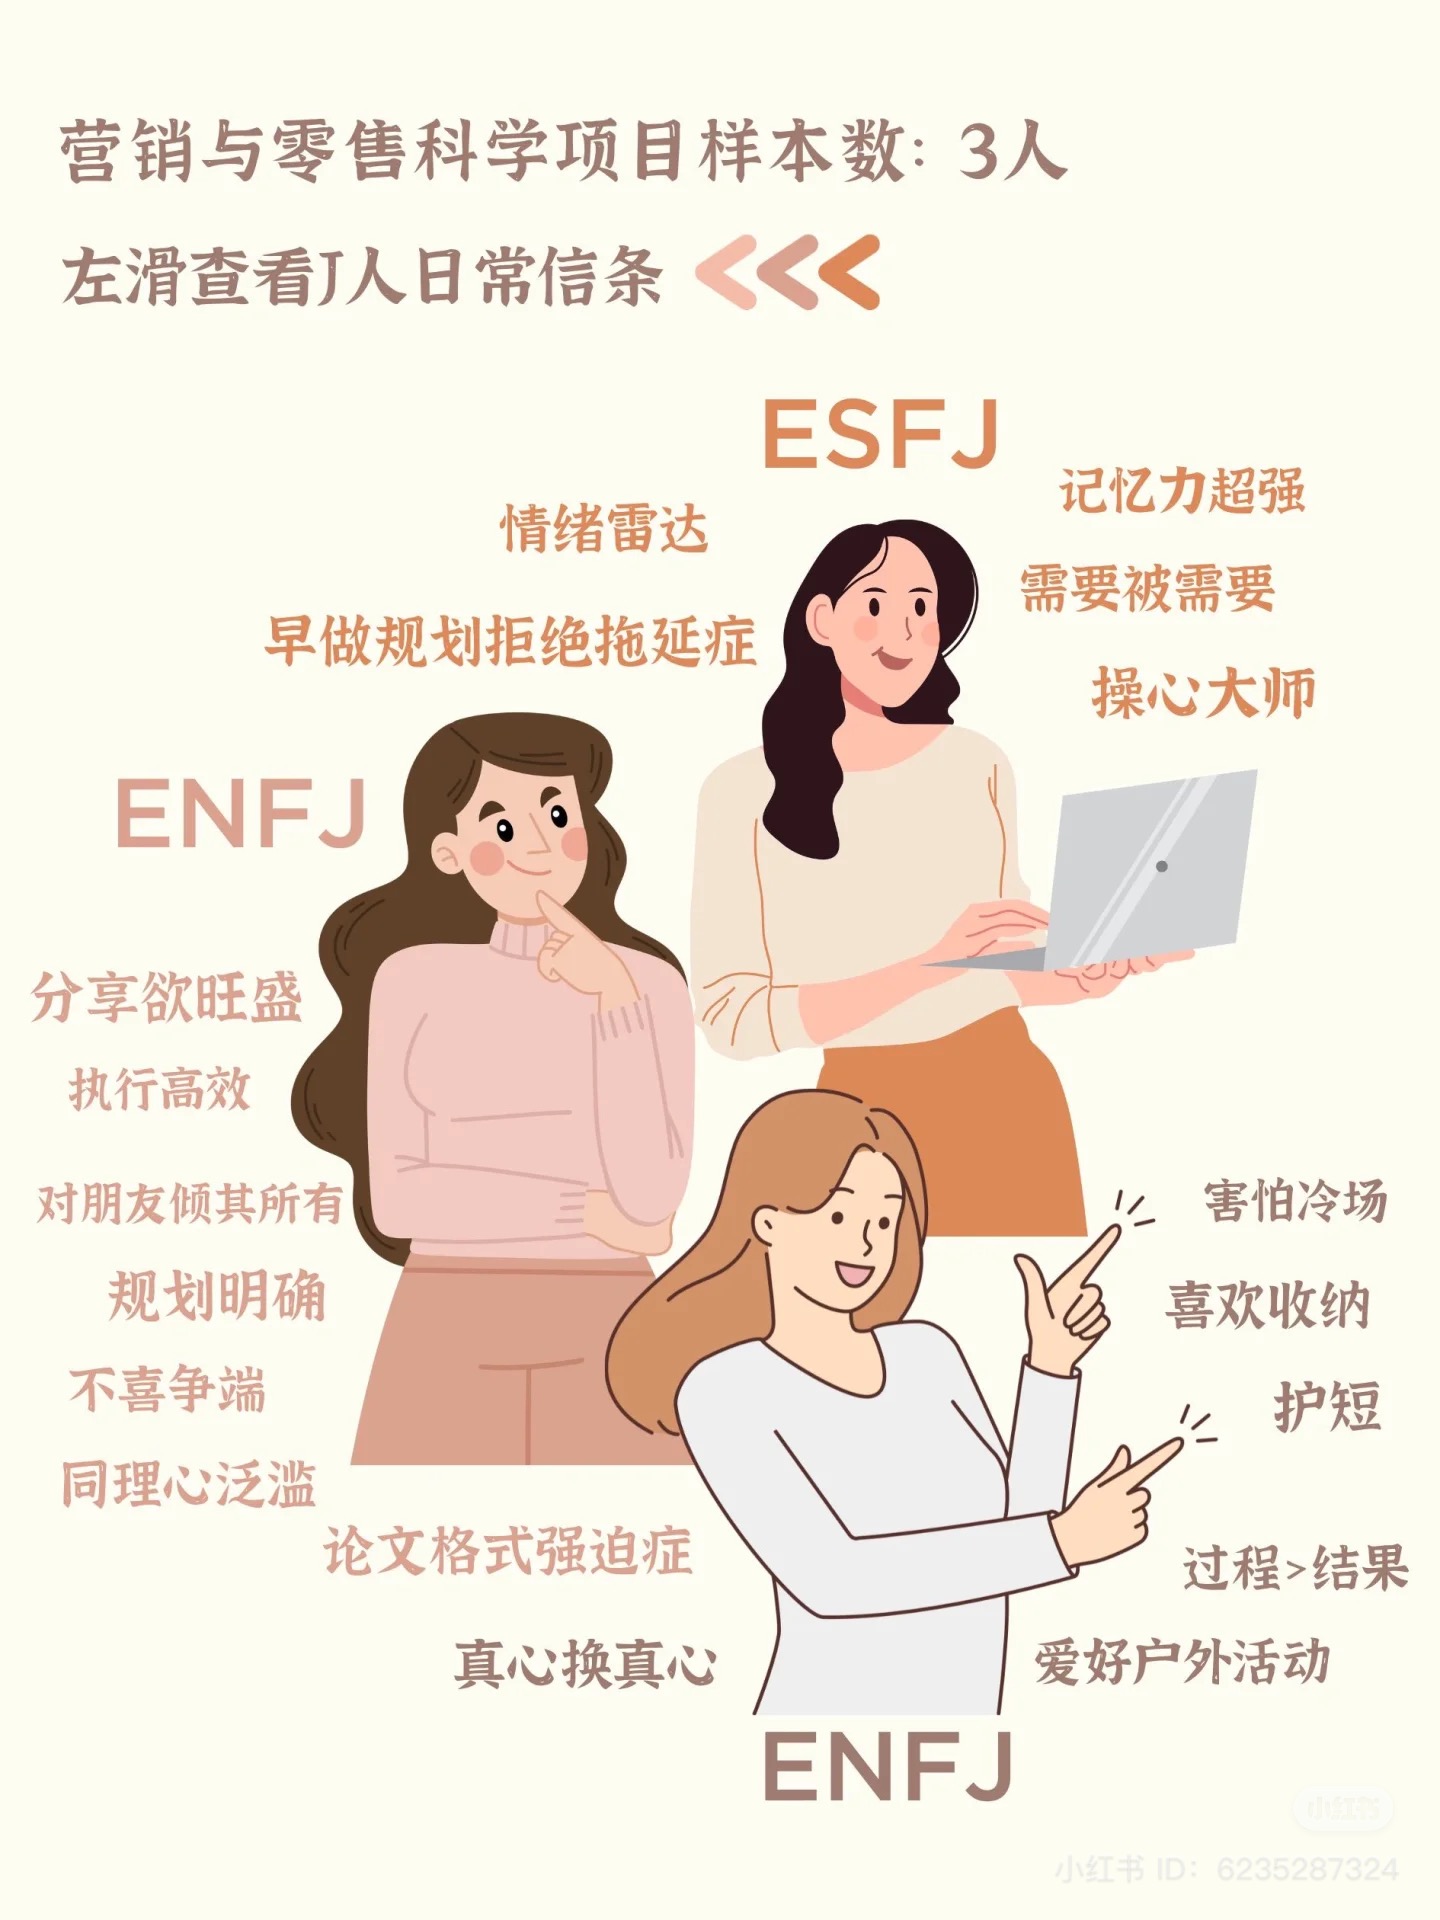 营销与零售科学项目样本数：3人
左滑查看J人日常信条
ESFJ
记忆力超强
情绪雷达
需要被需要
早做规划拒绝拖延症
操心大师
ENFJ
分享欲旺盛
执行高效
对朋友倾其所有
规划明确
不喜争端
同理心泛滥
论文格式强迫症
害怕冷场
喜欢收纳
护短
过程>结果
真心换真心
爱好户外活动
ENFJ
小红书
小红书 ID：6235287324